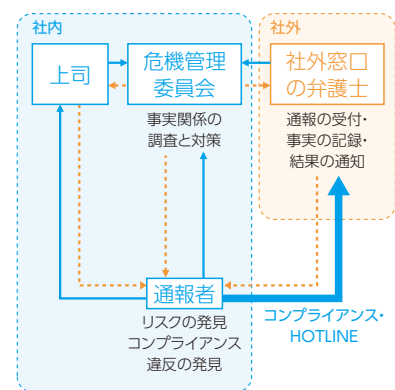 社内
社外
上司
危機管理
委員会
社外窓口
の弁護士
事実関係の
調査と対策
通報の受付・
事実の記録・
結果の通知
通報者
リスクの発見
コンプライアンス
違反の発見
コンプライアンス・
HOTLINE